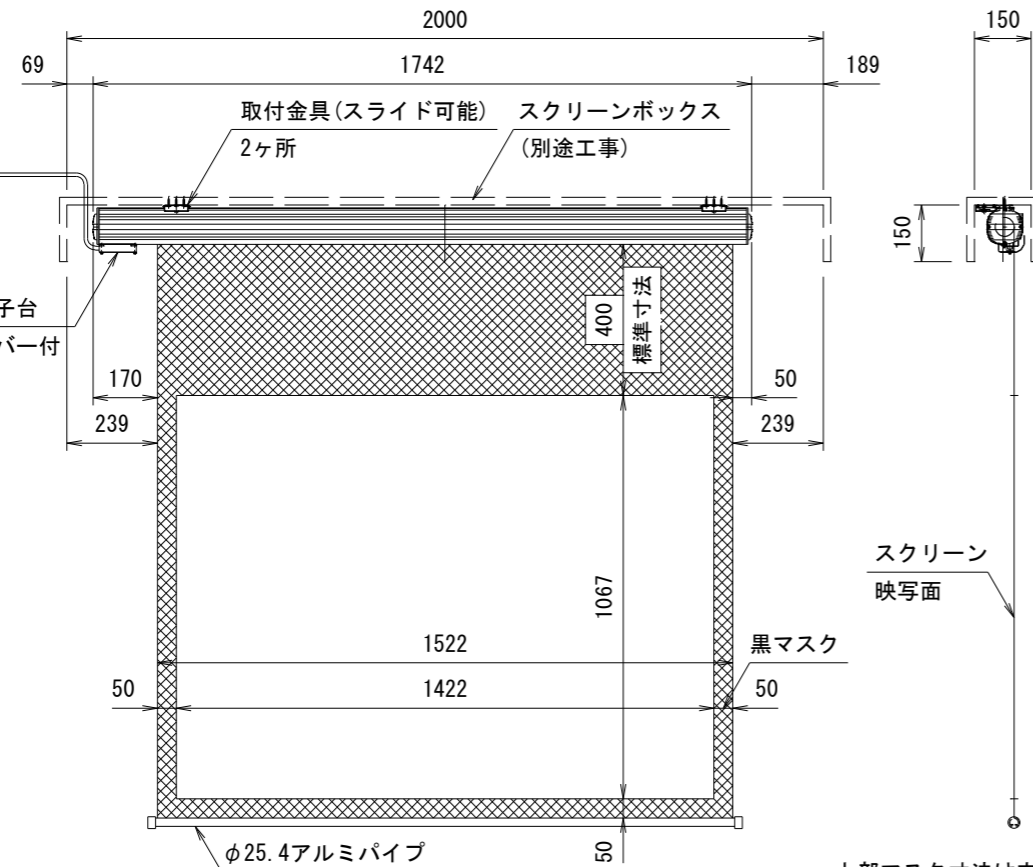 2000
150
69
1742
189
取付金具(スライド可能)
2ヶ所
スクリーンボックス
(別途工事)
150
子台
バー付
400
標準寸法
170
50
239
239
1067
スクリーン
映写面
1522
黒マスク
50
1422
50
50
φ25.4アルミパイプ